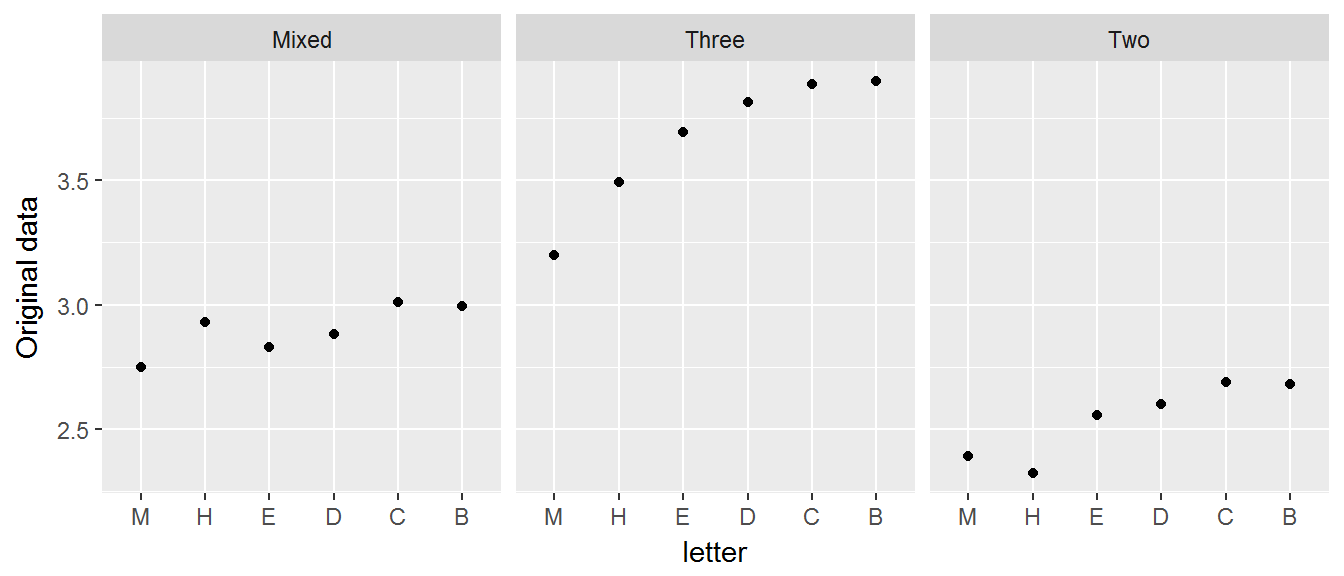 Mixed Three Two
3.5
3.0
2.5
Original data
M H E D C B M H E D C B M H E D C B
letter